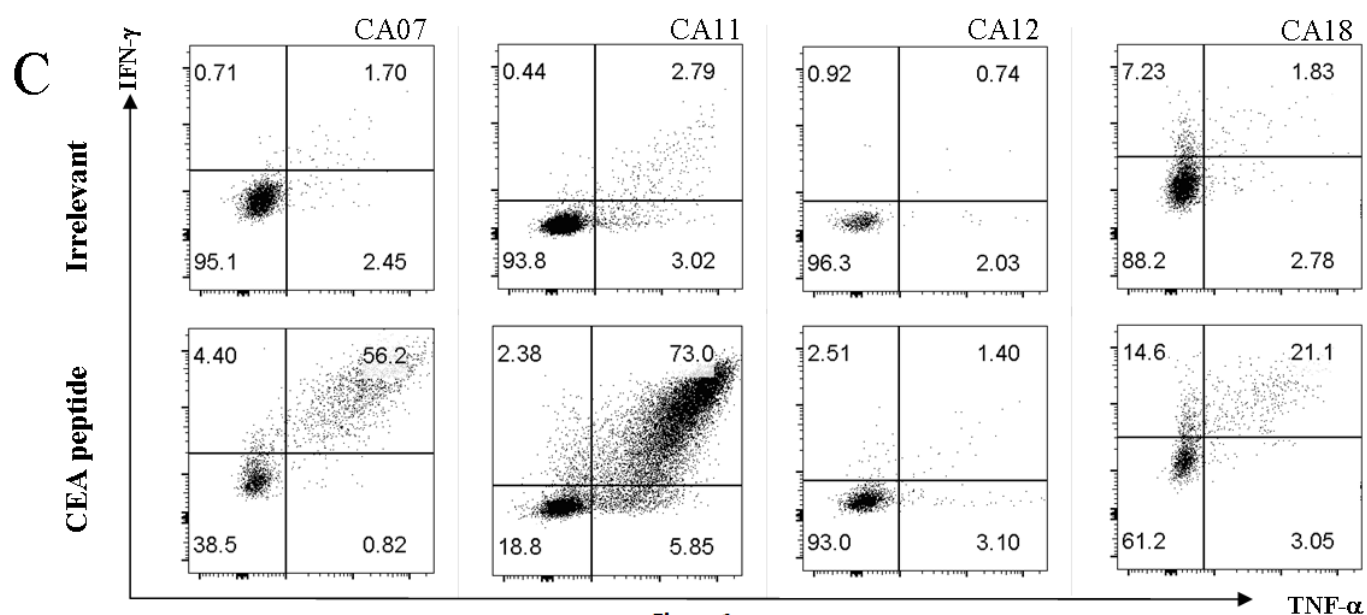 C
IFN-γ
CA07
CA11
CA12
CA18
Irrelevant
0.71 1.70
95.1 2.45
0.44 2.79
93.8 3.02
0.92 0.74
96.3 2.03
7.23 1.83
88.2 2.78
CEA peptide
4.40 56.2
38.5 0.82
2.38 73.0
18.8 5.85
2.51 1.40
93.0 3.10
14.6 21.1
61.2 3.05
TNF-α